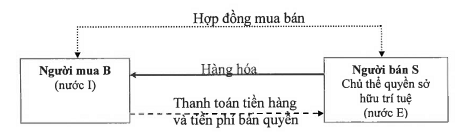 Hợp đồng mua bán
Người mua B
(nước I)
Hàng hóa
Người bán S
Chủ thể quyền sở
hữu trí tuệ
(nước E)
Thanh toán tiền hàng
và tiền phí bản quyền